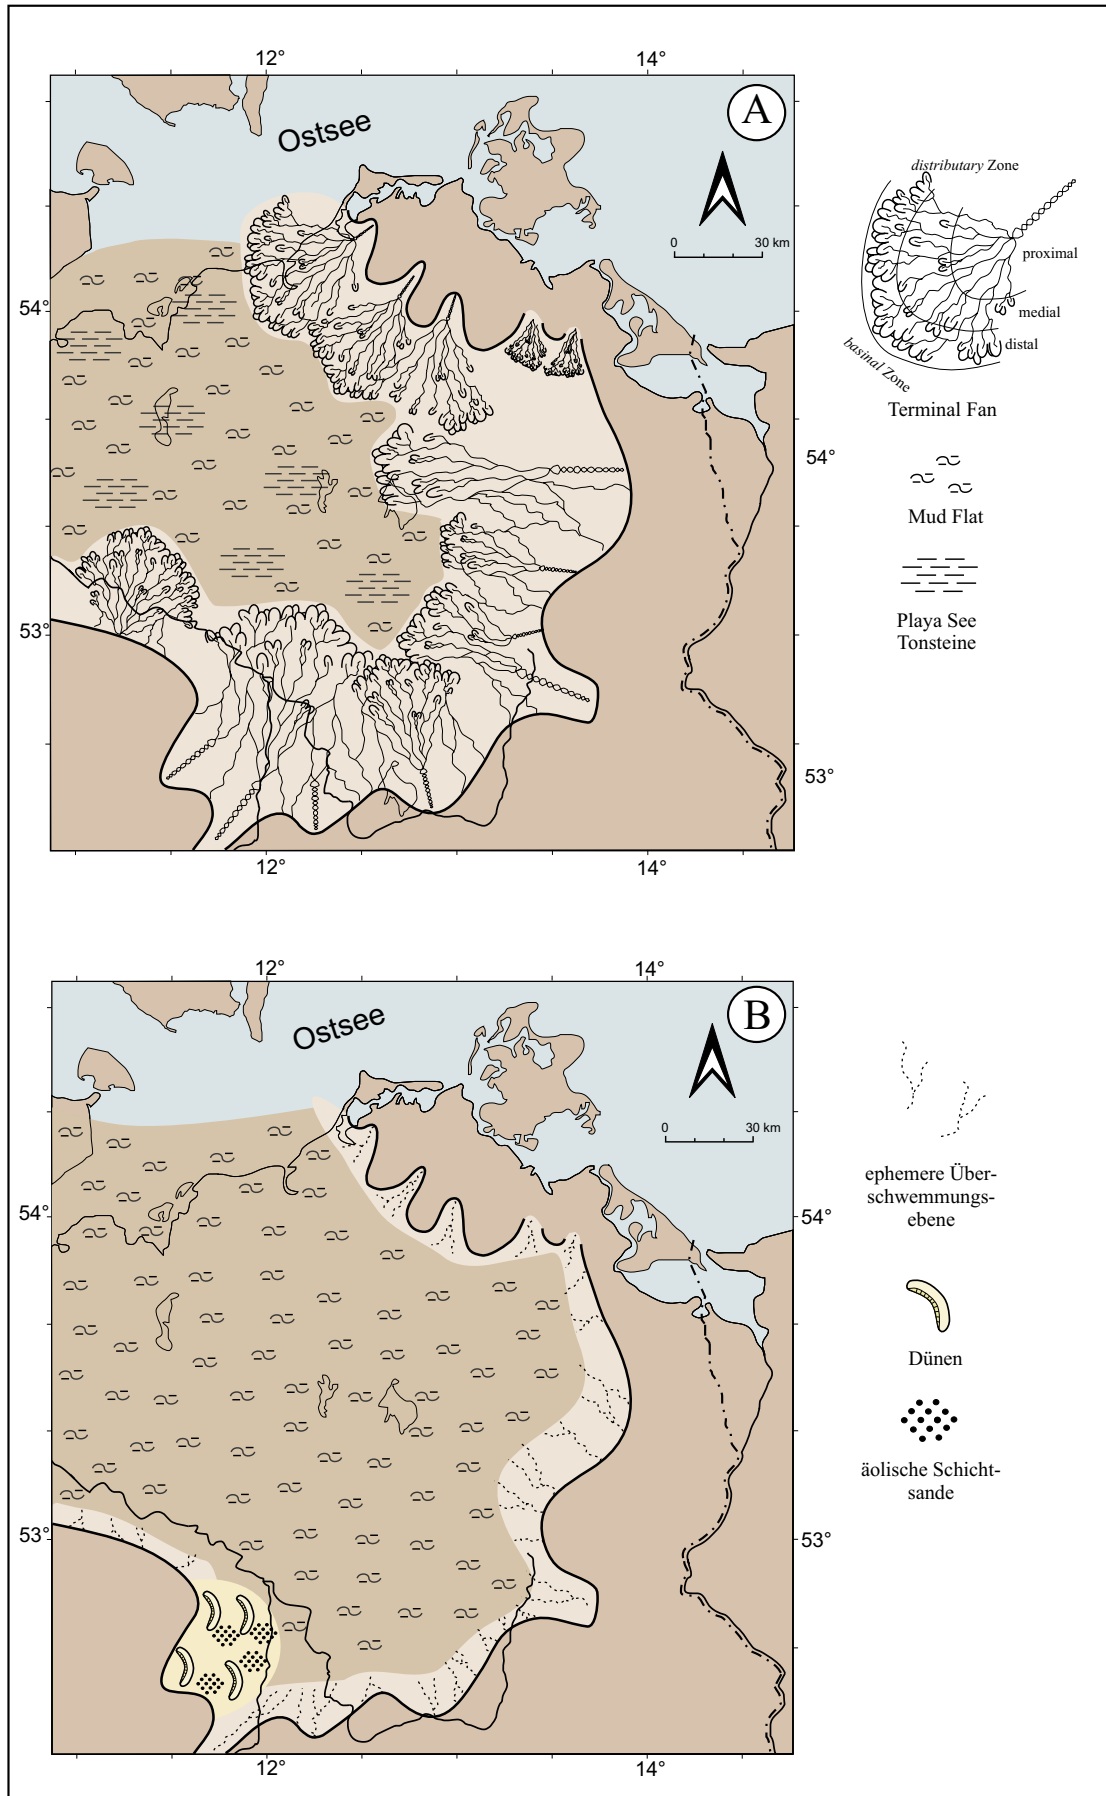 12°
14°
A
Ostsee
0
30 km
54°
54°
53°
53°
12°
14°
distributary Zone
proximal
medial
distal
basinal Zone
Terminal Fan
Mud Flat
Playa See
Tonsteine
12°
14°
B
Ostsee
0
30 km
54°
54°
53°
53°
12°
14°
ephemere Über-
schwemmungs-
ebene
Dünen
äolische Schicht-
sande